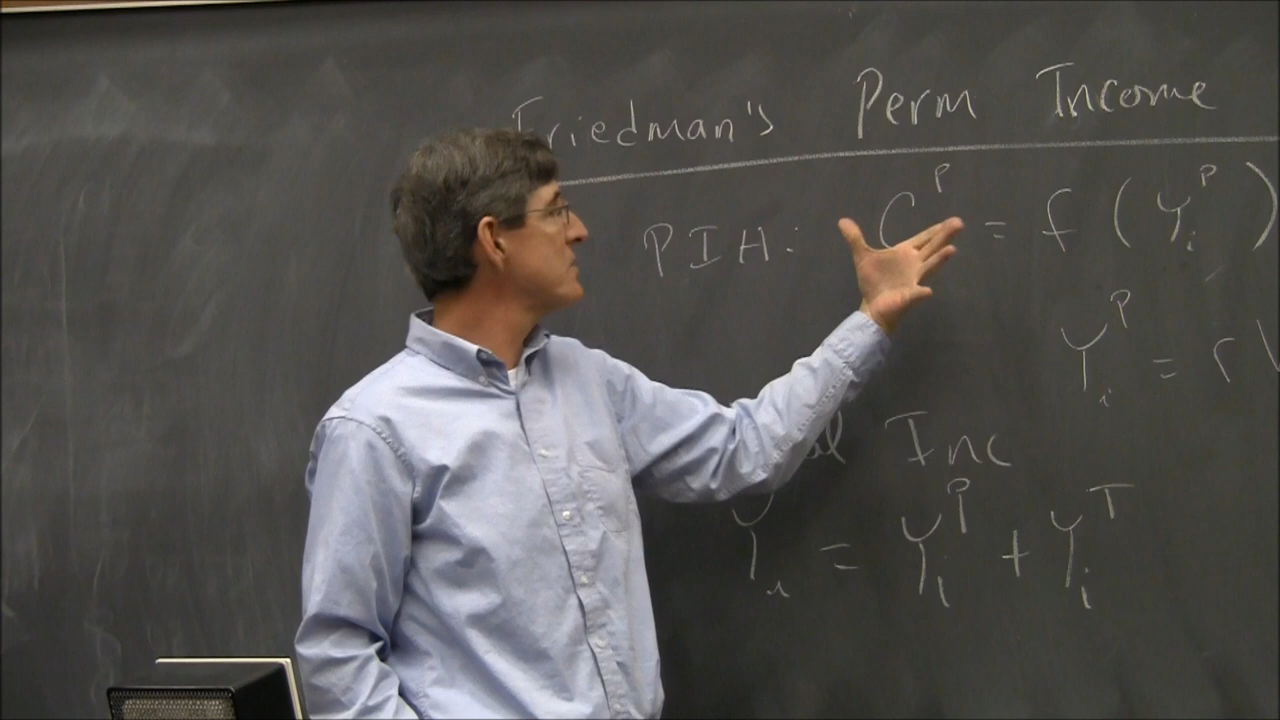 Friedman's Perm Income
PIH: C^P = f (Y_i^P)
Y_i^P = r
Inc
Y_i = Y_i^P + Y_i^T